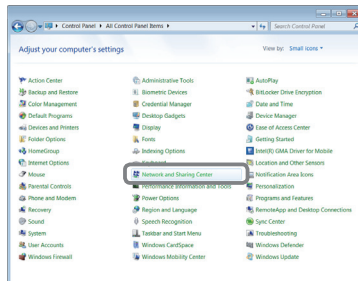 Control Panel ▸ All Control Panel Items ▸
Search Control Panel
Adjust your computer's settings
View by: Small icons
Action Center
Administrative Tools
AutoPlay
Backup and Restore
Biometric Devices
BitLocker Drive Encryption
Color Management
Credential Manager
Date and Time
Default Programs
Desktop Gadgets
Device Manager
Devices and Printers
Display
Ease of Access Center
Folder Options
Fonts
Getting Started
HomeGroup
Indexing Options
Intel(R) GMA Driver for Mobile
Internet Options
Keyboard
Location and Other Sensors
Mouse
Network and Sharing Center
Notification Area Icons
Parental Controls
Performance Information and Tools
Personalization
Phone and Modem
Power Options
Programs and Features
Recovery
Region and Language
RemoteApp and Desktop Connections
Sound
Speech Recognition
Sync Center
System
Taskbar and Start Menu
Troubleshooting
User Accounts
Windows CardSpace
Windows Defender
Windows Firewall
Windows Mobility Center
Windows Update